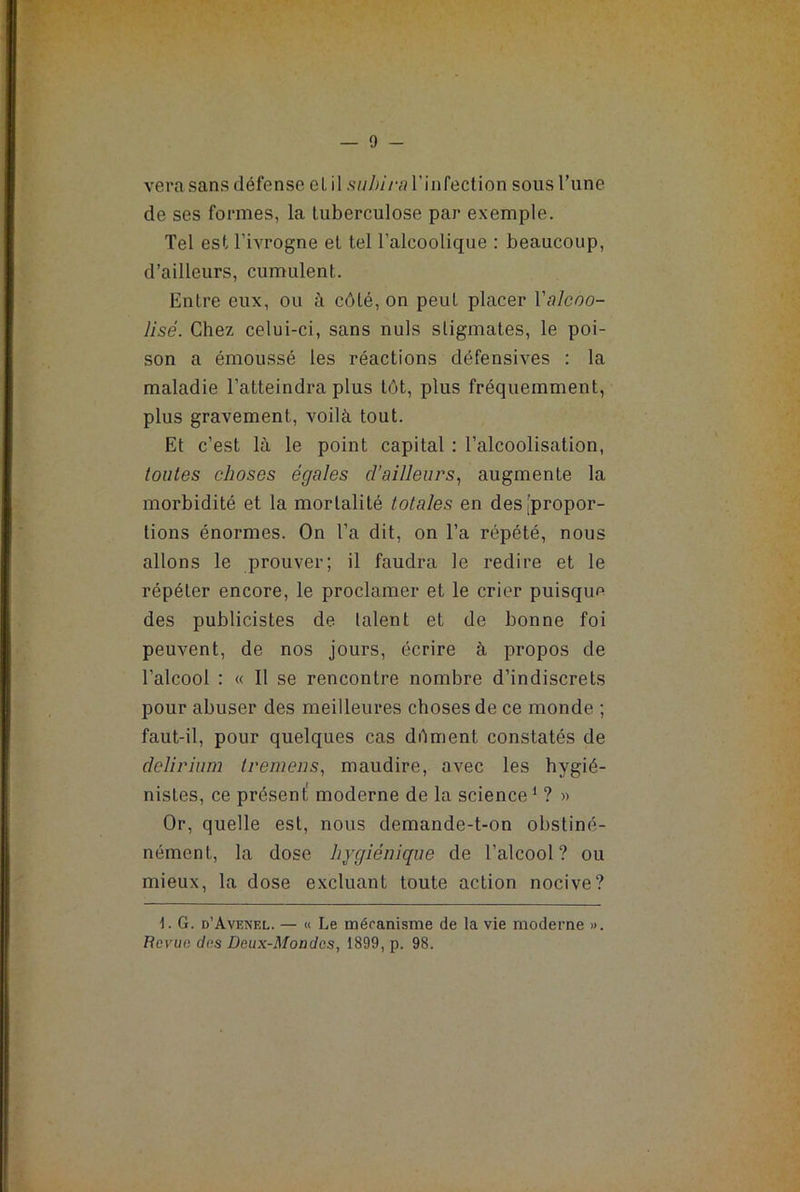 — 9 —
vera sans défense et il subira l'infection sous l'une
de ses formes, la tuberculose par exemple.
Tel est l'ivrogne et tel l'alcoolique : beaucoup,
d'ailleurs, cumulent.
Entre eux, ou à côté, on peut placer l'alcoo-
lisé. Chez celui-ci, sans nuls stigmates, le poi-
son a émoussé les réactions défensives : la
maladie l'atteindra plus tôt, plus fréquemment,
plus gravement, voilà tout.
Et c'est là le point capital : l'alcoolisation,
toutes choses égales d'ailleurs, augmente la
morbidité et la mortalité totales en des propor-
tions énormes. On l'a dit, on l'a répété, nous
allons le prouver; il faudra le redire et le
répéter encore, le proclamer et le crier puisque
des publicistes de talent et de bonne foi
peuvent, de nos jours, écrire à propos de
l'alcool : « Il se rencontre nombre d'indiscrets
pour abuser des meilleures choses de ce monde ;
faut-il, pour quelques cas dûment constatés de
delirium tremens, maudire, avec les hygié-
nistes, ce présent moderne de la science ¹ ? »
Or, quelle est, nous demande-t-on obstiné-
nément, la dose hygiénique de l'alcool? ou
mieux, la dose excluant toute action nocive?
1. G. D'AVENEL. — « Le mécanisme de la vie moderne ».
Revue des Deux-Mondes, 1899, p. 98.